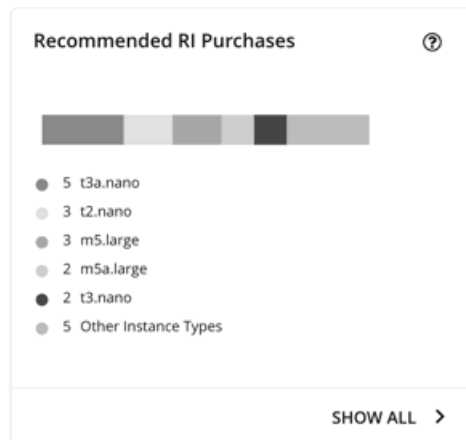 Recommended RI Purchases
5 t3a.nano
3 t2.nano
3 m5.large
2 m5a.large
2 t3.nano
5 Other Instance Types
SHOW ALL